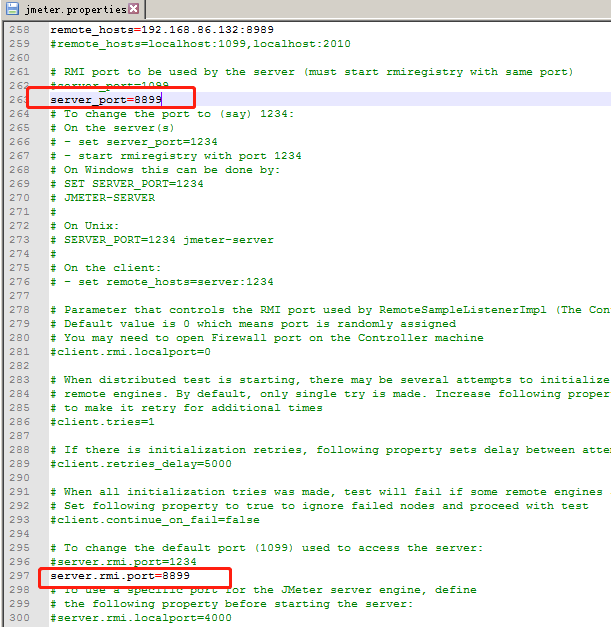 jmeter.properties
258 remote_hosts=192.168.86.132:8989
259 #remote_hosts=localhost:1099,localhost:2010
260
261 # RMI port to be used by the server (must start rmiregistry with same port)
262 #server_port=1099
263 server_port=8899
264 # To change the port to (say) 1234:
265 # On the server(s)
266 # - set server_port=1234
267 # - start rmiregistry with port 1234
268 # On Windows this can be done by:
269 # SET SERVER_PORT=1234
270 # JMETER-SERVER
271 #
272 # On Unix:
273 # SERVER_PORT=1234 jmeter-server
274 #
275 # On the client:
276 # - set remote_hosts=server:1234
277
278 # Parameter that controls the RMI port used by RemoteSampleListenerImpl (The Con
279 # Default value is 0 which means port is randomly assigned
280 # You may need to open Firewall port on the Controller machine
281 #client.rmi.localport=0
282
283 # When distributed test is starting, there may be several attempts to initialize
284 # remote engines. By default, only single try is made. Increase following proper
285 # to make it retry for additional times
286 #client.tries=1
287
288 # If there is initialization retries, following property sets delay between atte
289 #client.retries_delay=5000
290
291 # When all initialization tries was made, test will fail if some remote engines
292 # Set following property to true to ignore failed nodes and proceed with test
293 #client.continue_on_fail=false
294
295 # To change the default port (1099) used to access the server:
296 #server.rmi.port=1234
297 server.rmi.port=8899
298 # To use a specific port for the JMeter server engine, define
299 # the following property before starting the server:
300 #server.rmi.localport=4000